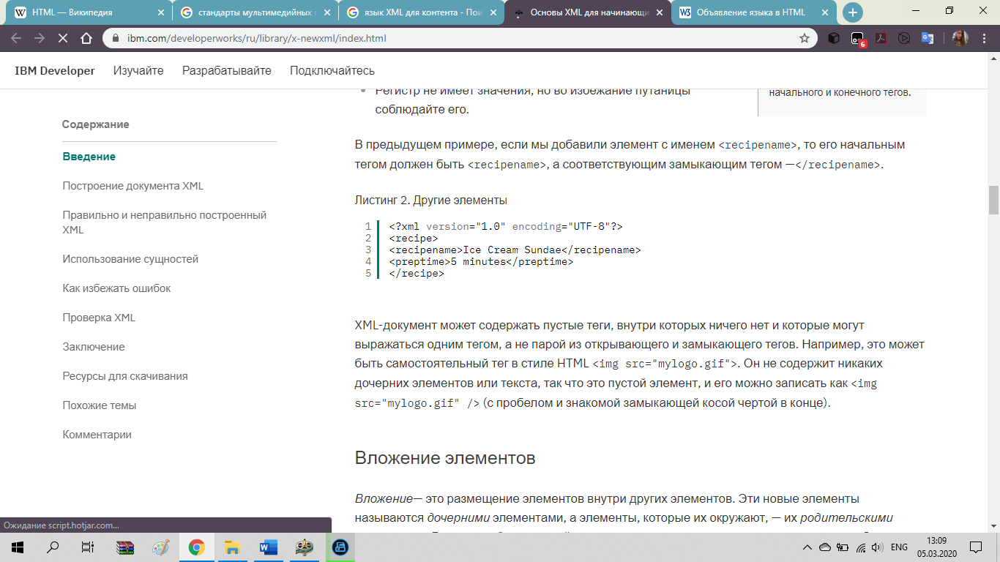 HTML — Википедия
стандарты мультимедийных
язык XML для контента - Пои
Основы XML для начинающи
Объявление языка в HTML
ibm.com/developerworks/ru/library/x-newxml/index.html
6
IBM Developer Изучайте Разрабатывайте Подключайтесь
Регистр не имеет значения, но во избежание путаницы
соблюдайте его.
начального и конечного тегов.
Содержание
Введение
Построение документа XML
Правильно и неправильно построенный
XML
Использование сущностей
Как избежать ошибок
Проверка XML
Заключение
Ресурсы для скачивания
Похожие темы
Комментарии
В предыдущем примере, если мы добавили элемент с именем <recipename>, то его начальным
тегом должен быть <recipename>, а соответствующим замыкающим тегом —</recipename>.
Листинг 2. Другие элементы
1 <?xml version="1.0" encoding="UTF-8"?>
2 <recipe>
3 <recipename>Ice Cream Sundae</recipename>
4 <preptime>5 minutes</preptime>
5 </recipe>
XML-документ может содержать пустые теги, внутри которых ничего нет и которые могут
выражаться одним тегом, а не парой из открывающего и замыкающего тегов. Например, это может
быть самостоятельный тег в стиле HTML <img src="mylogo.gif">. Он не содержит никаких
дочерних элементов или текста, так что это пустой элемент, и его можно записать как <img
src="mylogo.gif" /> (с пробелом и знакомой замыкающей косой чертой в конце).
Вложение элементов
Вложение— это размещение элементов внутри других элементов. Эти новые элементы
называются дочерними элементами, а элементы, которые их окружают, — их родительскими
Ожидание script.hotjar.com...
ENG
13:09
05.03.2020